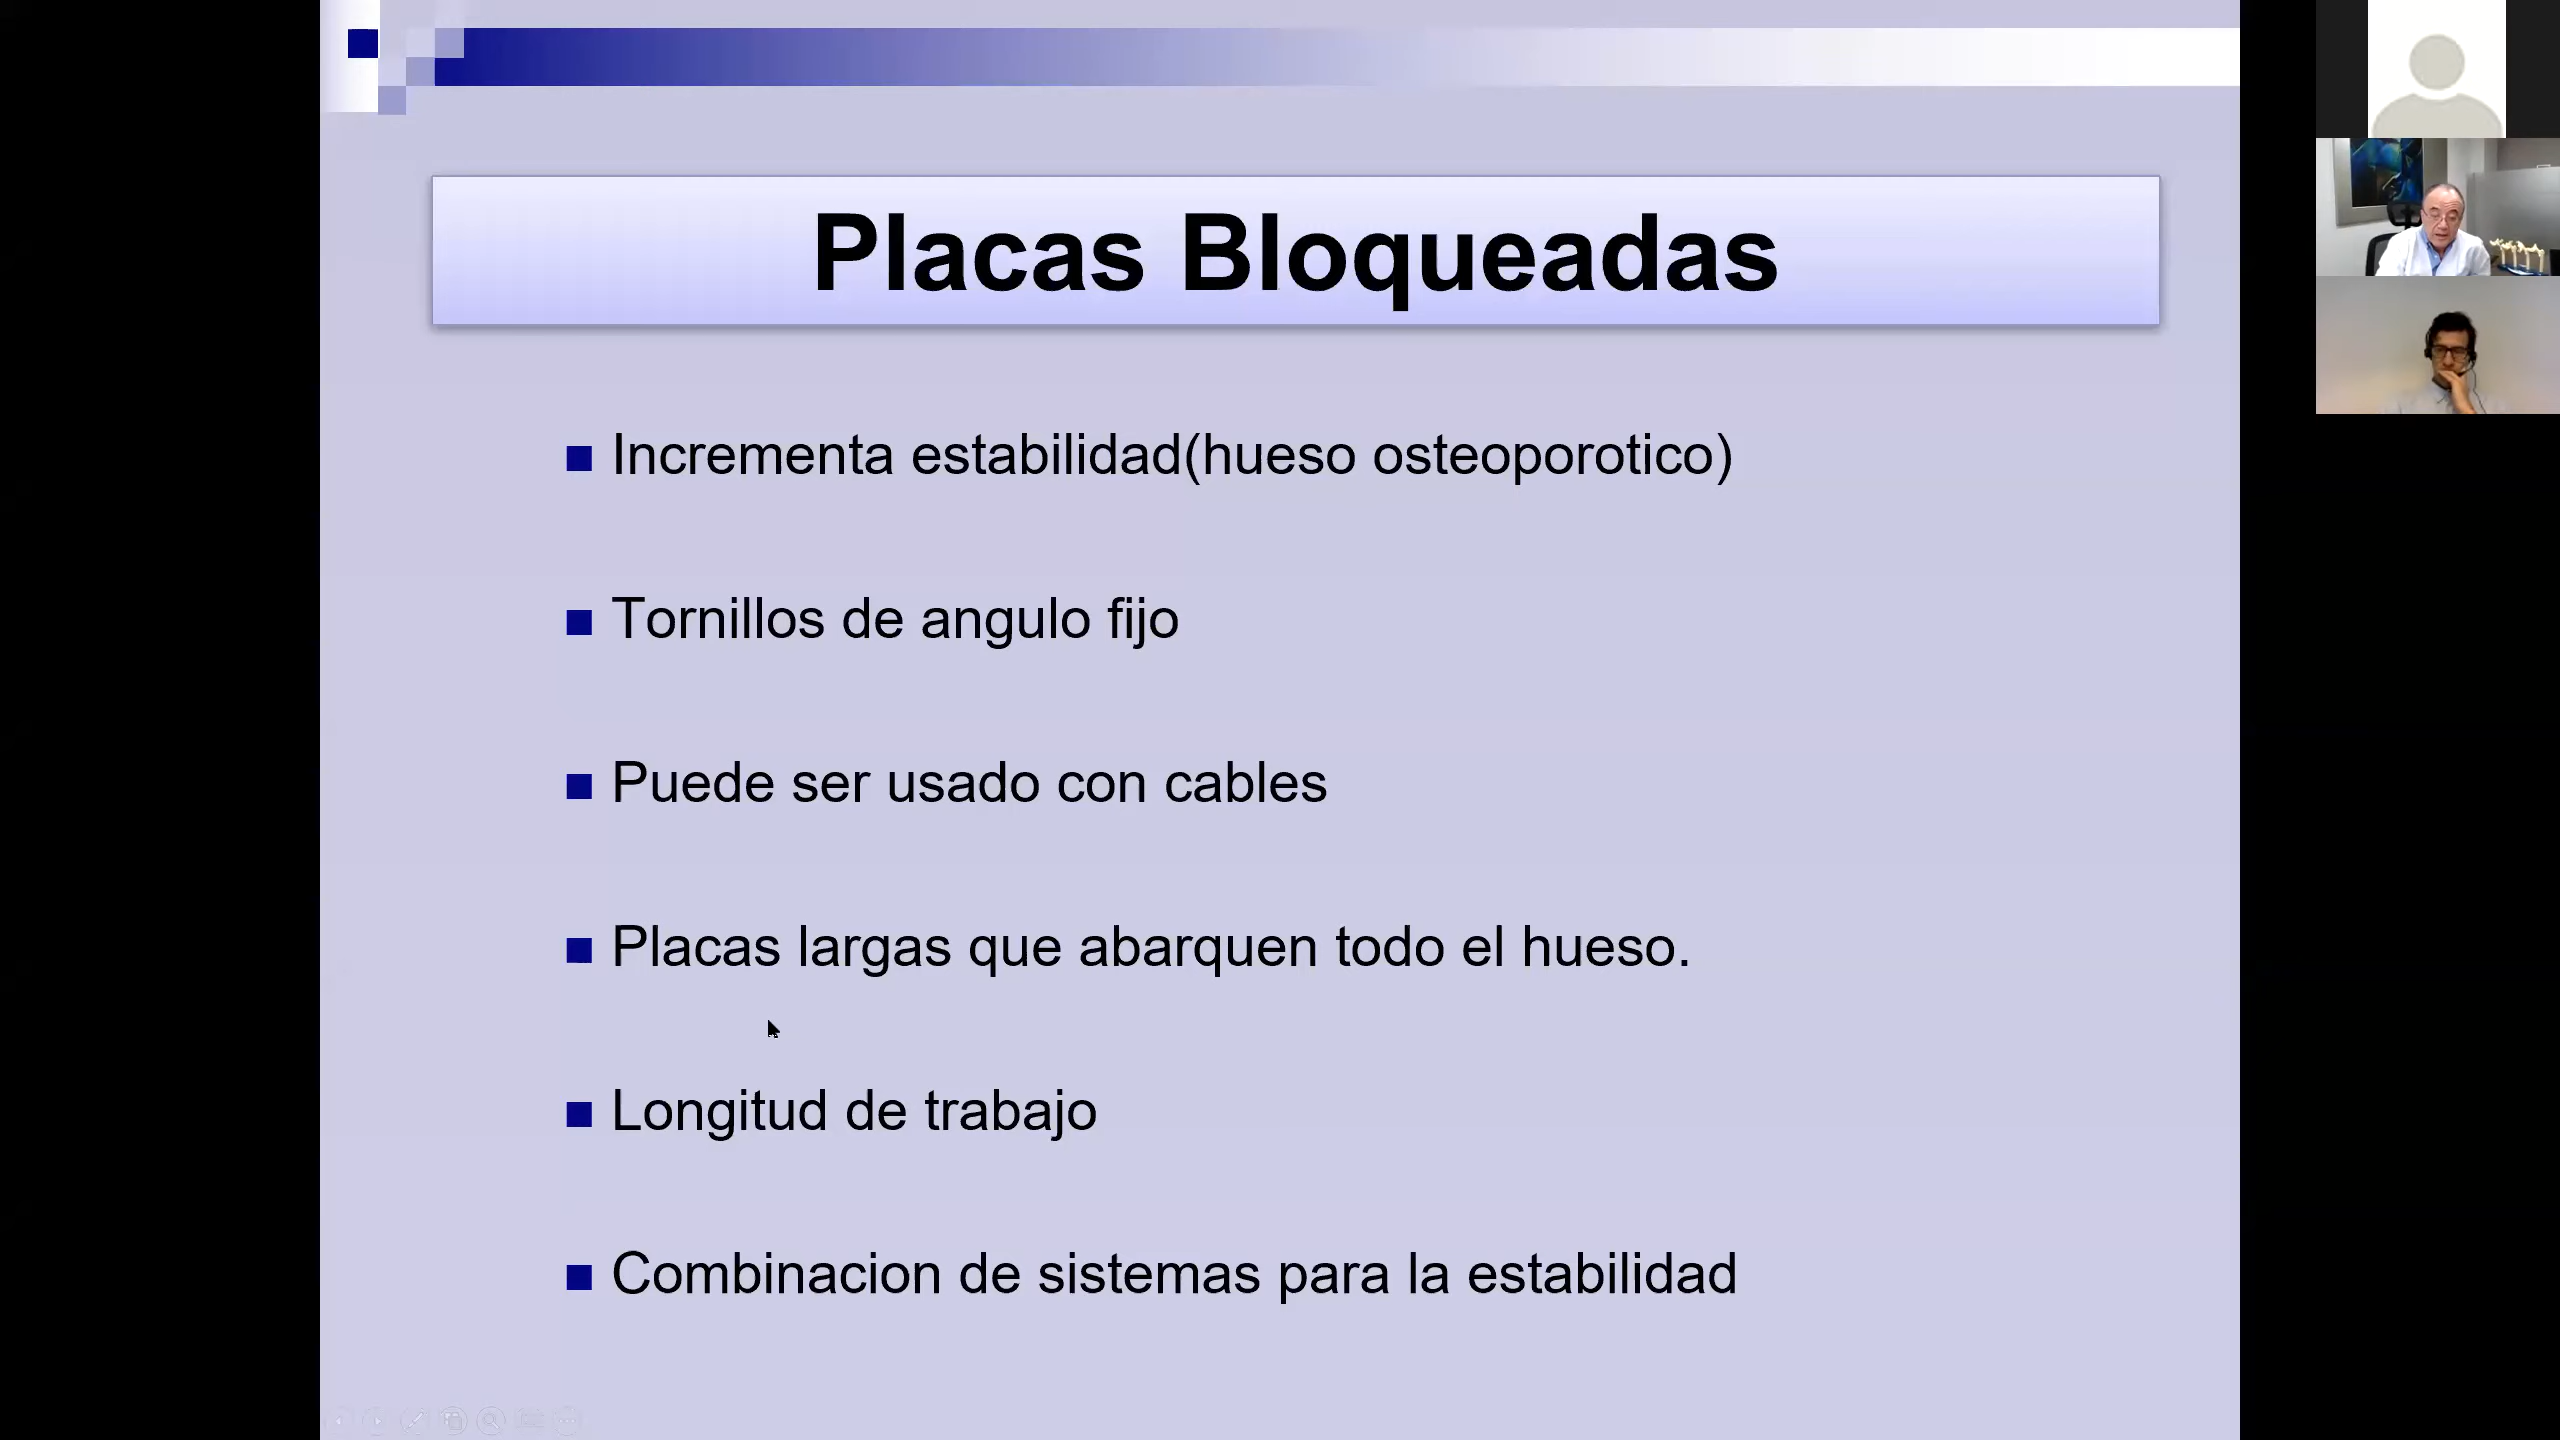 Placas Bloqueadas
Incrementa estabilidad(hueso osteoporotico)
Tornillos de angulo fijo
Puede ser usado con cables
Placas largas que abarquen todo el hueso.
Longitud de trabajo
Combinacion de sistemas para la estabilidad